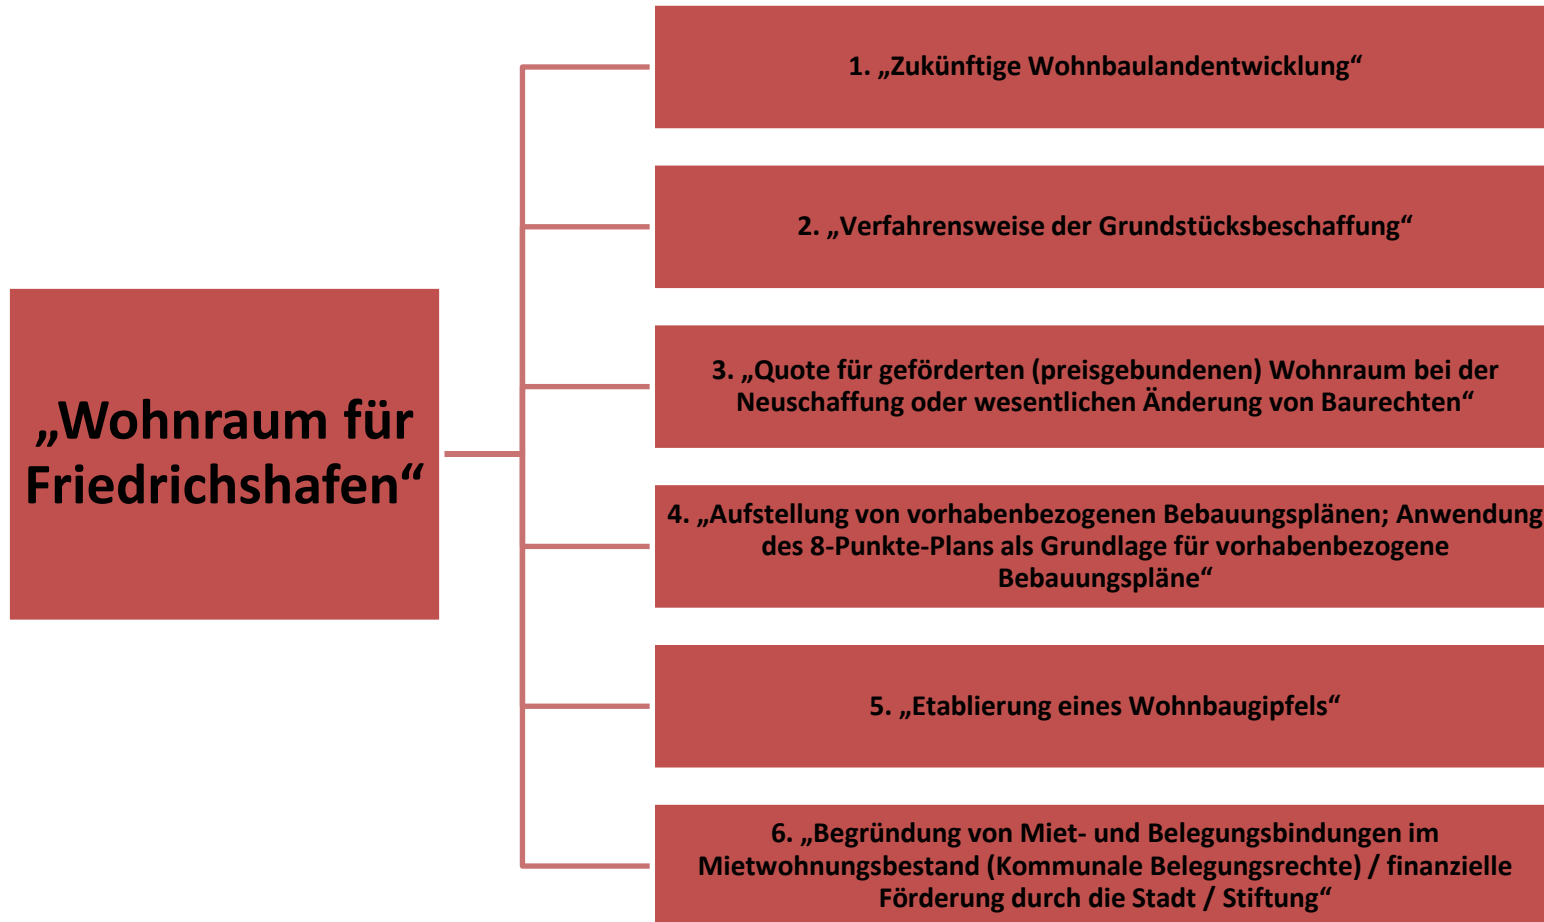 „Wohnraum für
Friedrichshafen“
1. „Zukünftige Wohnbaulandentwicklung“
2. „Verfahrensweise der Grundstücksbeschaffung“
3. „Quote für geförderten (preisgebundenen) Wohnraum bei der
Neuschaffung oder wesentlichen Änderung von Baurechten“
4. „Aufstellung von vorhabenbezogenen Bebauungsplänen; Anwendung
des 8-Punkte-Plans als Grundlage für vorhabenbezogene
Bebauungspläne“
5. „Etablierung eines Wohnbaugipfels“
6. „Begründung von Miet- und Belegungsbindungen im
Mietwohnungsbestand (Kommunale Belegungsrechte) / finanzielle
Förderung durch die Stadt / Stiftung“